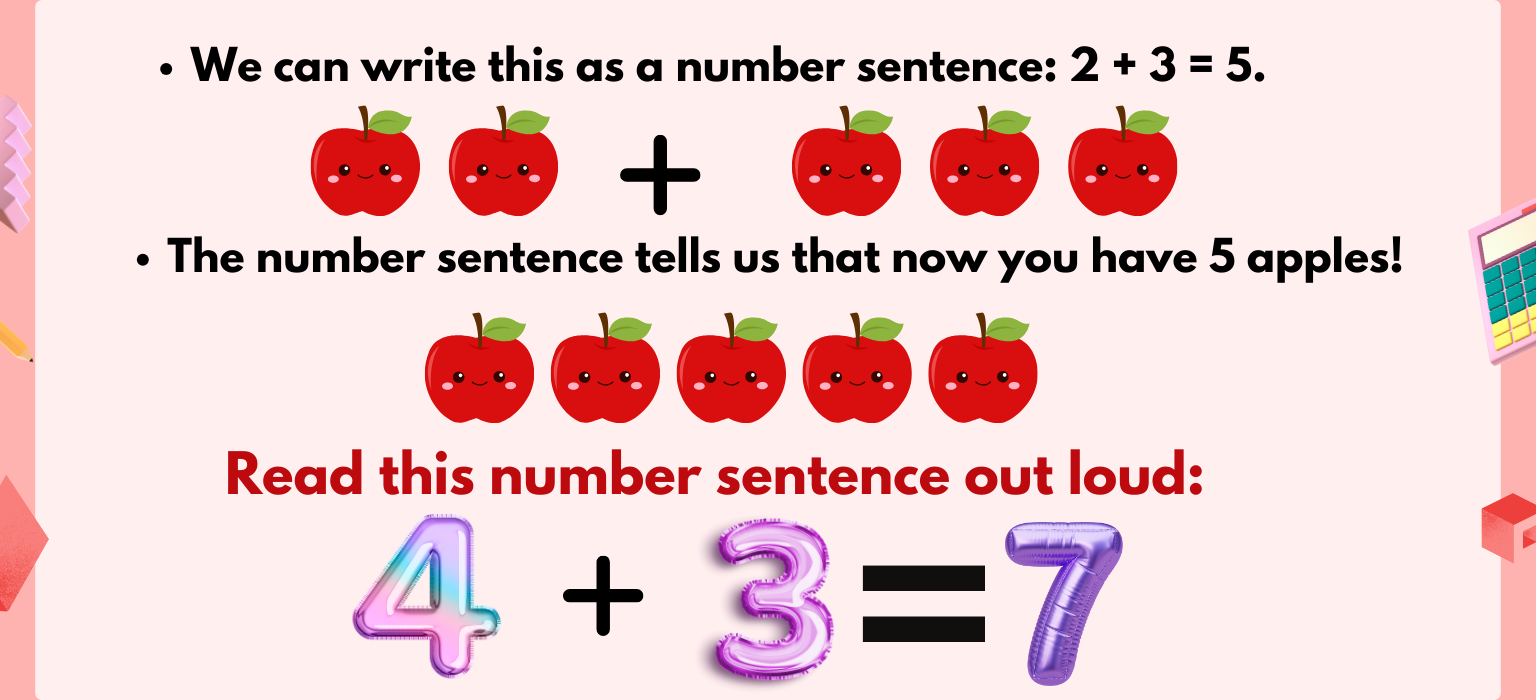 • We can write this as a number sentence: 2 + 3 = 5.
+
• The number sentence tells us that now you have 5 apples!
Read this number sentence out loud:
4 + 3 = 7